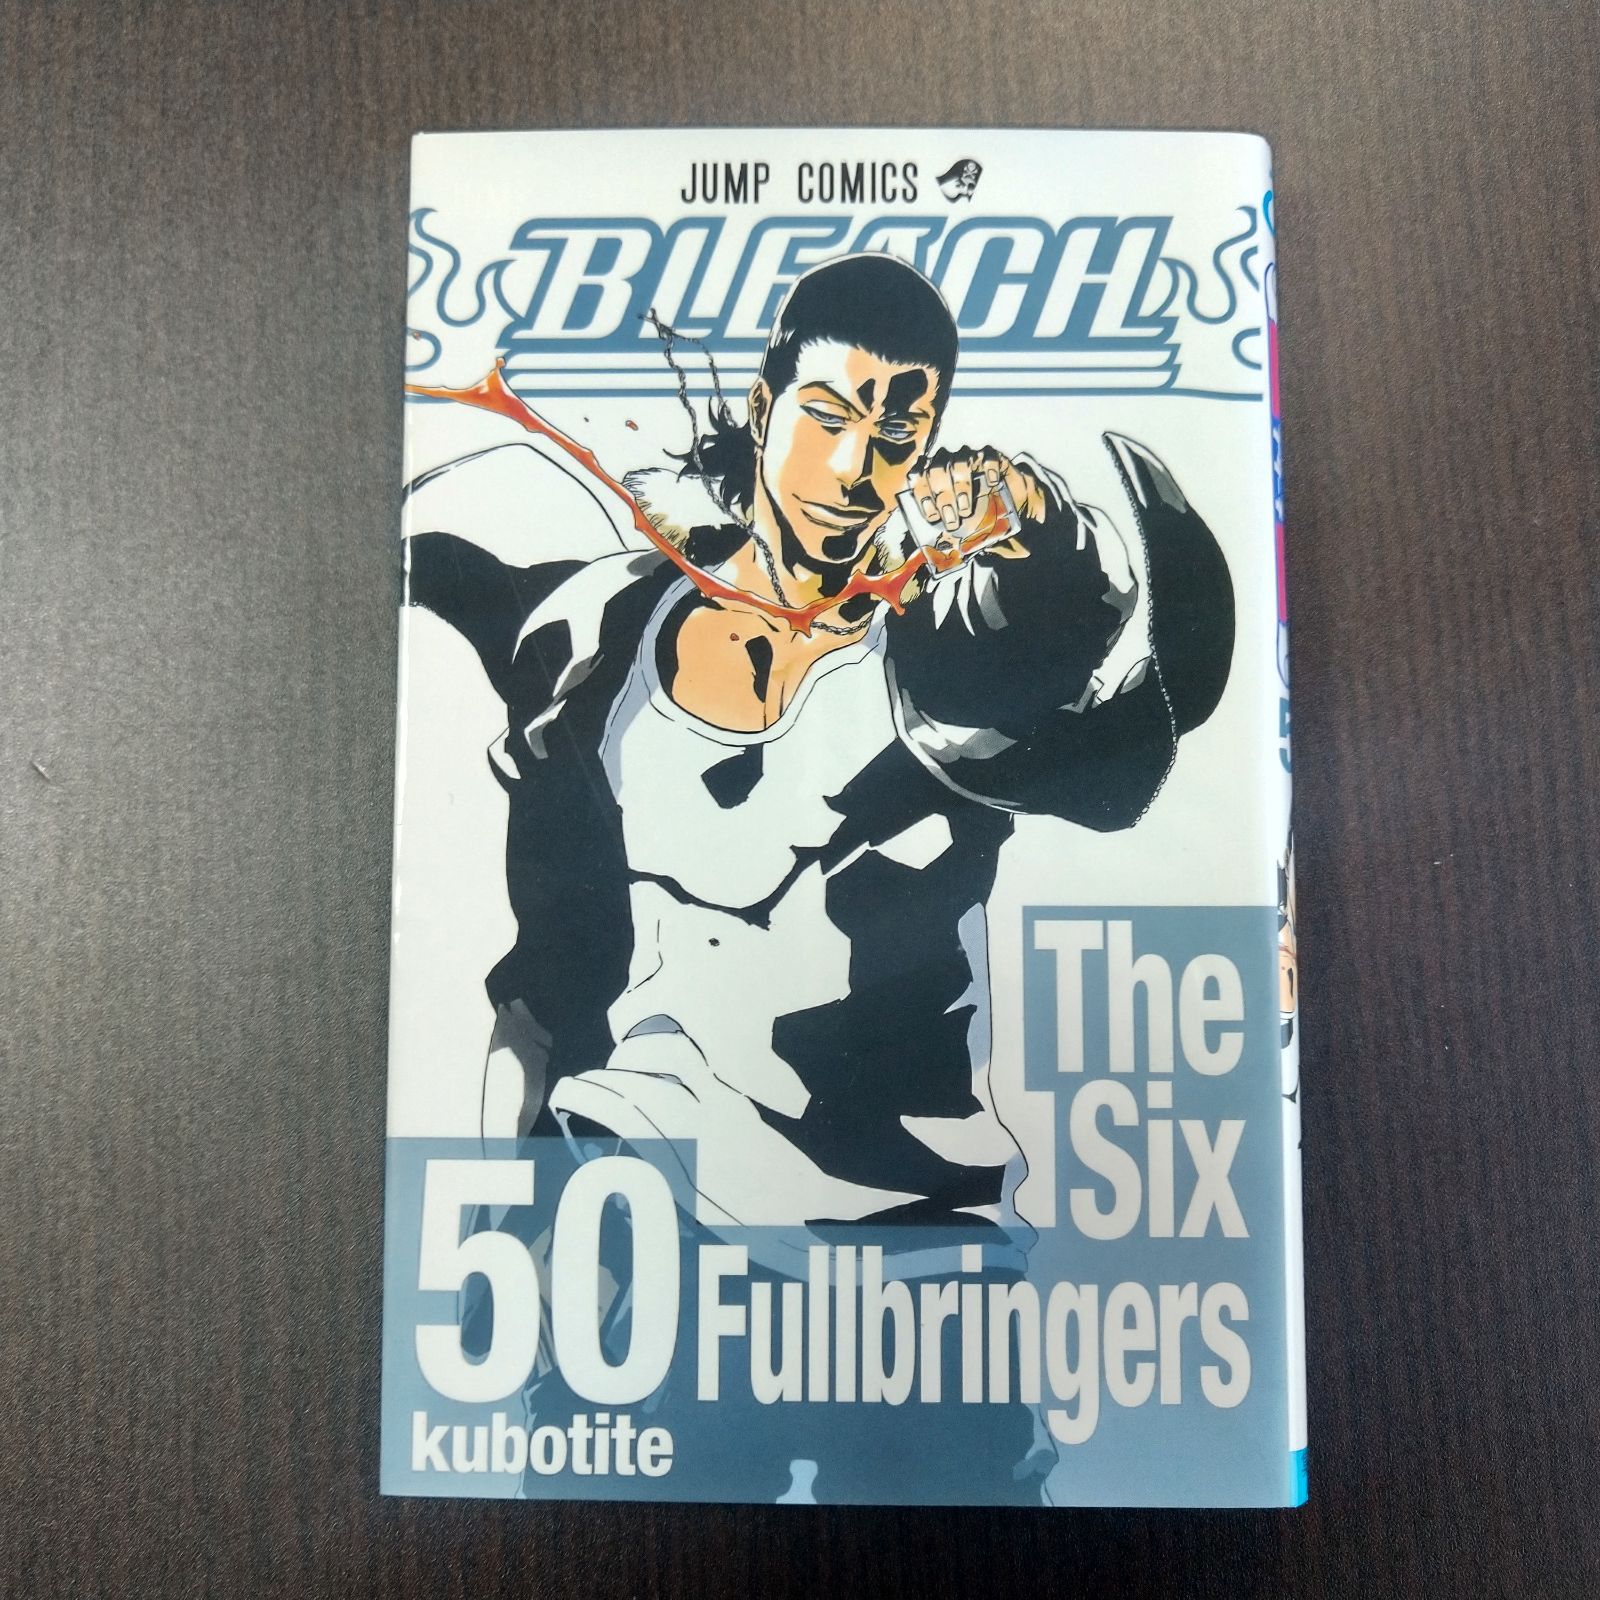 JUMP COMICS
BLEACH
The
Six
50 Fullbringers
kubotite